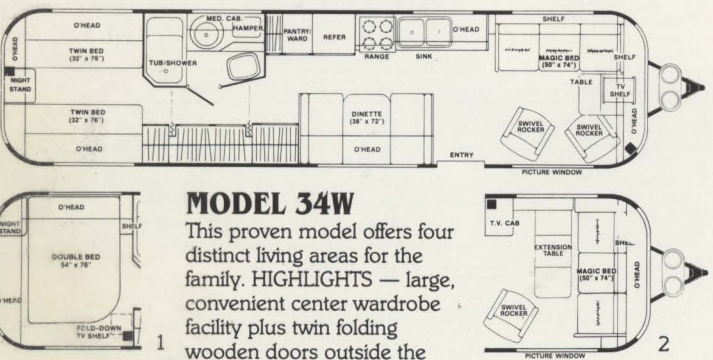 O'HEAD
MED. CAB.
HAMPER
PANTRY/
WARD
REFER
O'HEAD
SHELF
O'HEAD
TWIN BED
(32" x 76")
TUB/SHOWER
RANGE
SINK
MAGIC BED
(50" x 74")
SHELF
NIGHT
STAND
TABLE
TV
SHELF
TWIN BED
(32" x 76")
DINETTE
(38" x 72")
SWIVEL
ROCKER
SWIVEL
ROCKER
O'HEAD
O'HEAD
O'HEAD
ENTRY
PICTURE WINDOW
O'HEAD
NIGHT
STAND
SHELF
DOUBLE BED
54" x 76"
O'HEAD
FOLD-DOWN
TV SHELF
1
MODEL 34W
This proven model offers four
distinct living areas for the
family. HIGHLIGHTS — large,
convenient center wardrobe
facility plus twin folding
wooden doors outside the
T.V. CAB
EXTENSION
TABLE
SHELF
MAGIC BED
(50" x 74")
O'HEAD
SWIVEL
ROCKER
PICTURE WINDOW
2